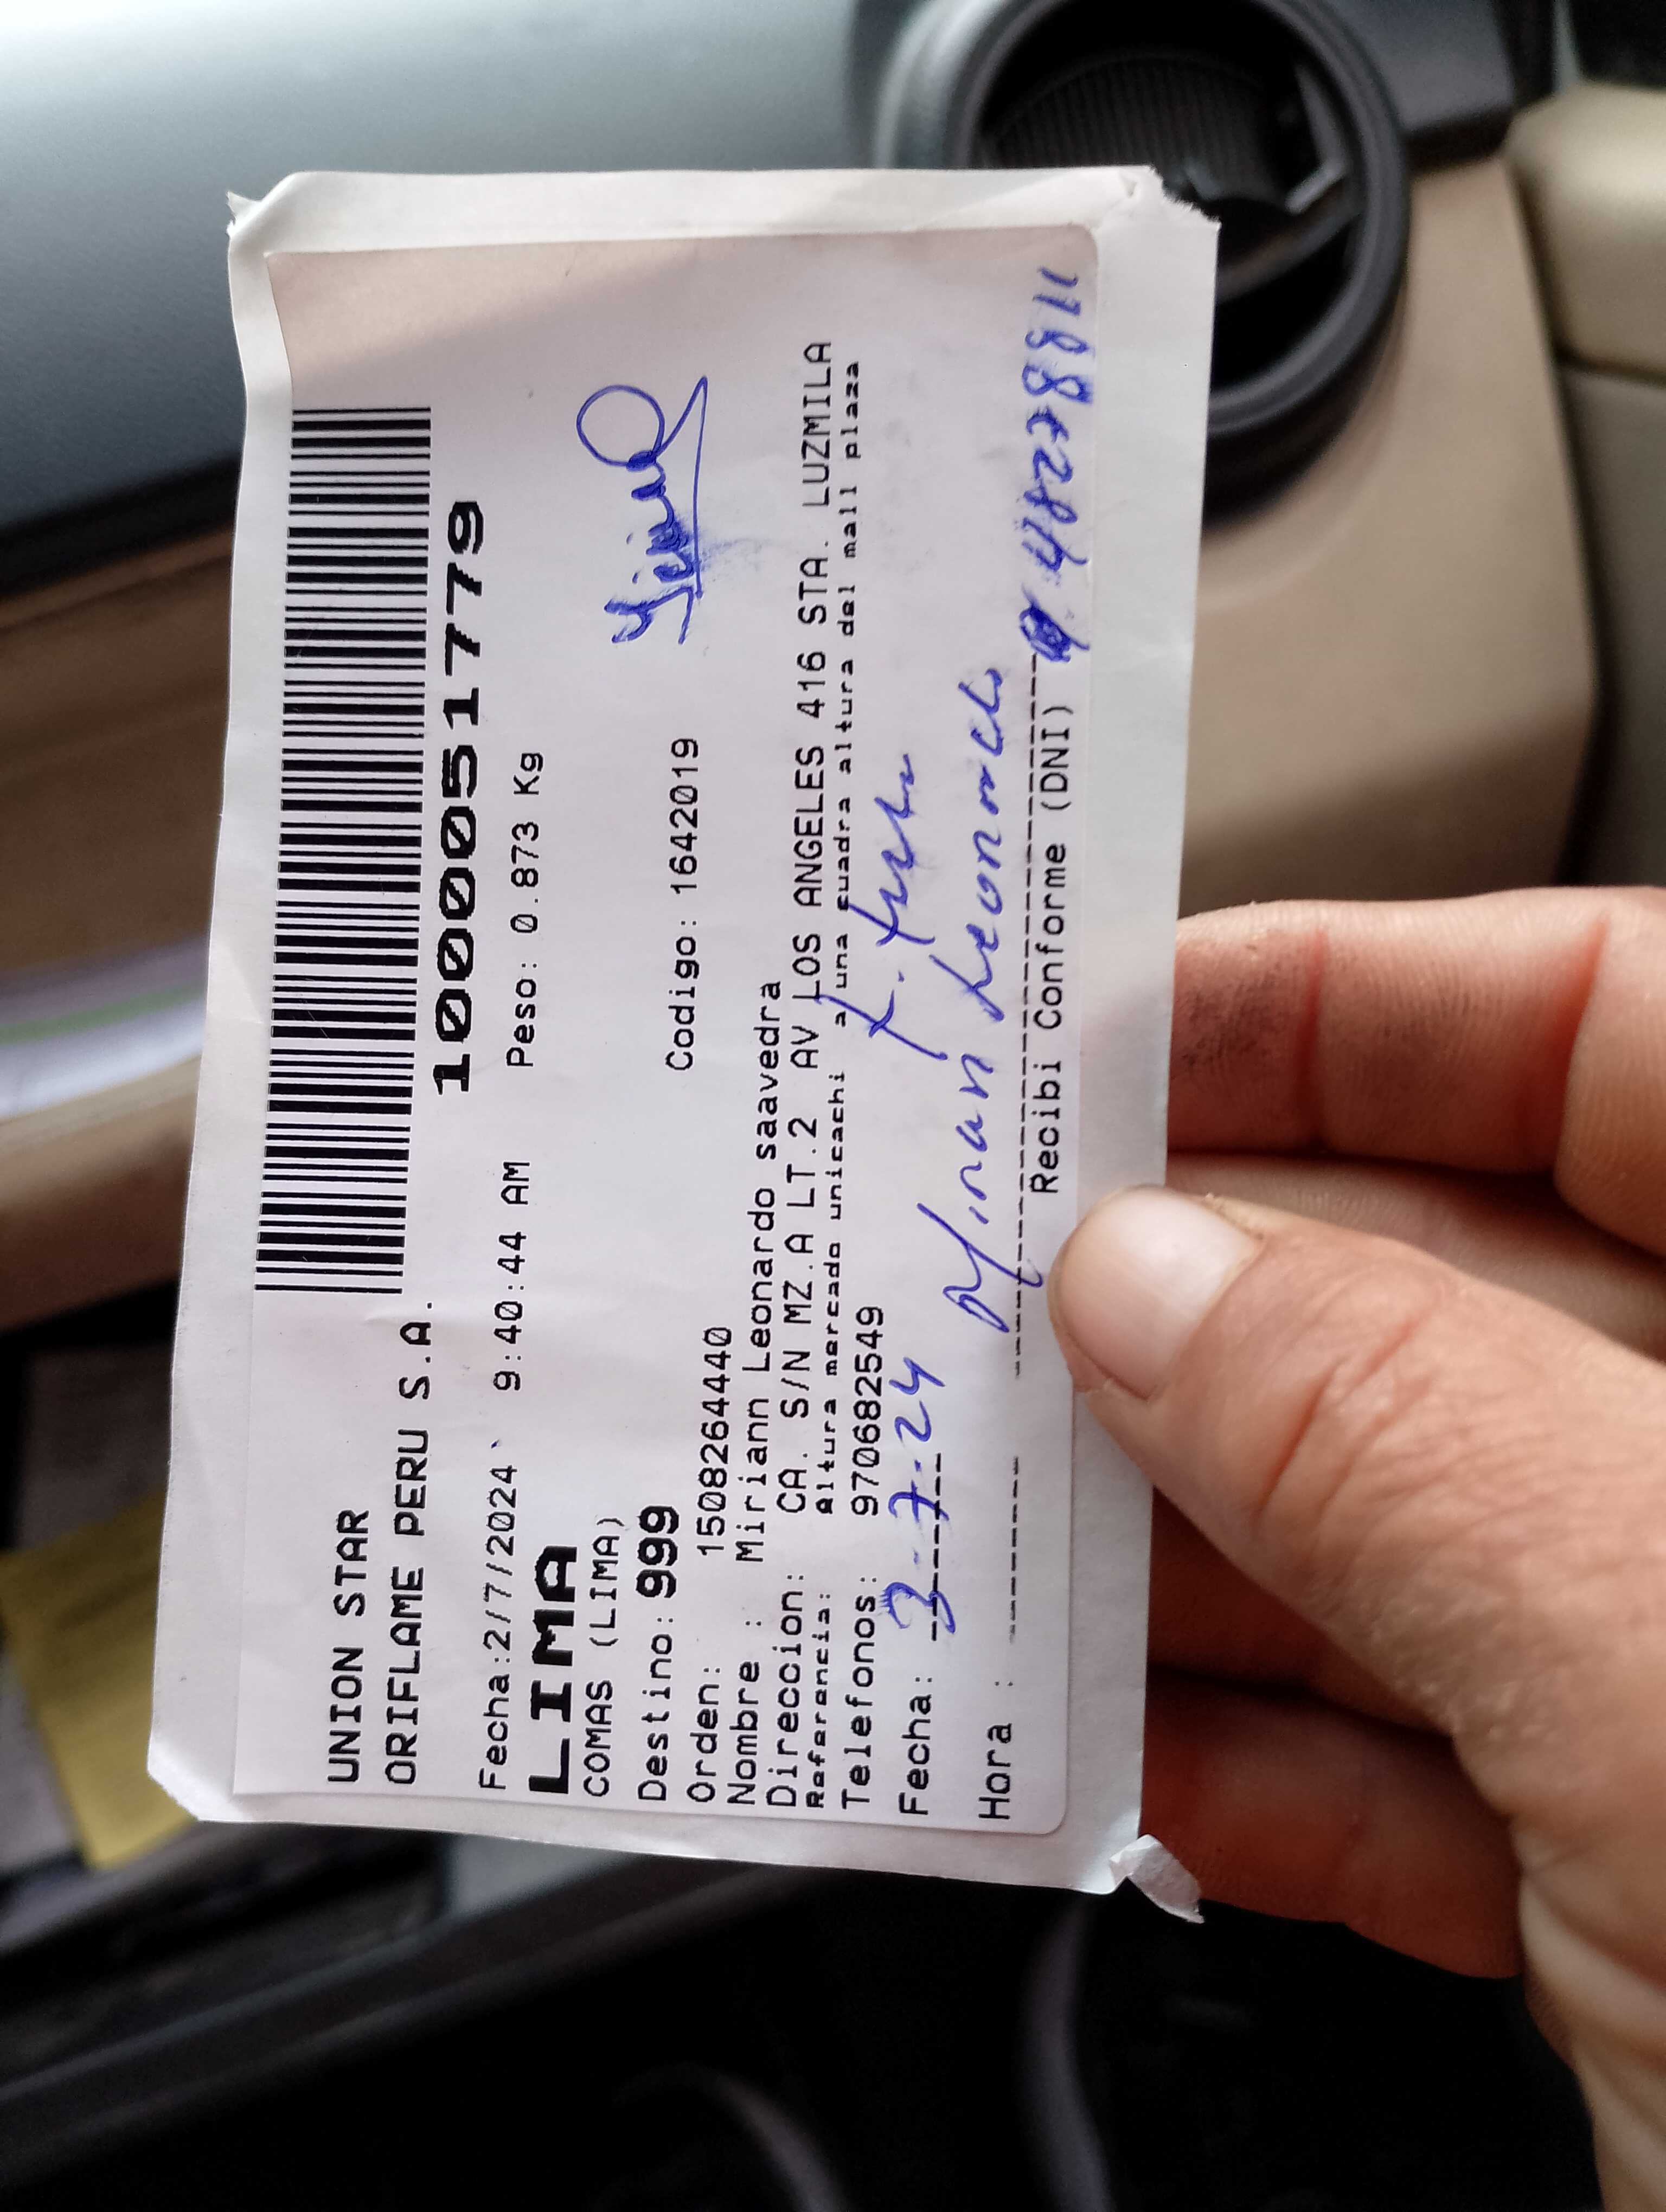 UNION STAR
ORIFLAME PERU S.A.
1000051779
Fecha:2/7/2024 9:40:44 AM Peso: 0.873 Kg
LIMA
COMAS (LIMA)
Destino: 999
Orden: 1508264440 Codigo: 1642019
Nombre : Miriann Leonardo saavedra
Direccion: CA. S/N MZ.A LT.2 AV LOS ANGELES 416 STA. LUZMILA
Referencia: Altura mercado unicachi a una cuadra altura del mall plaza
Telefonos: 970682549
Fecha: 3-7-24
Hora :
Recibi Conforme (DNI)